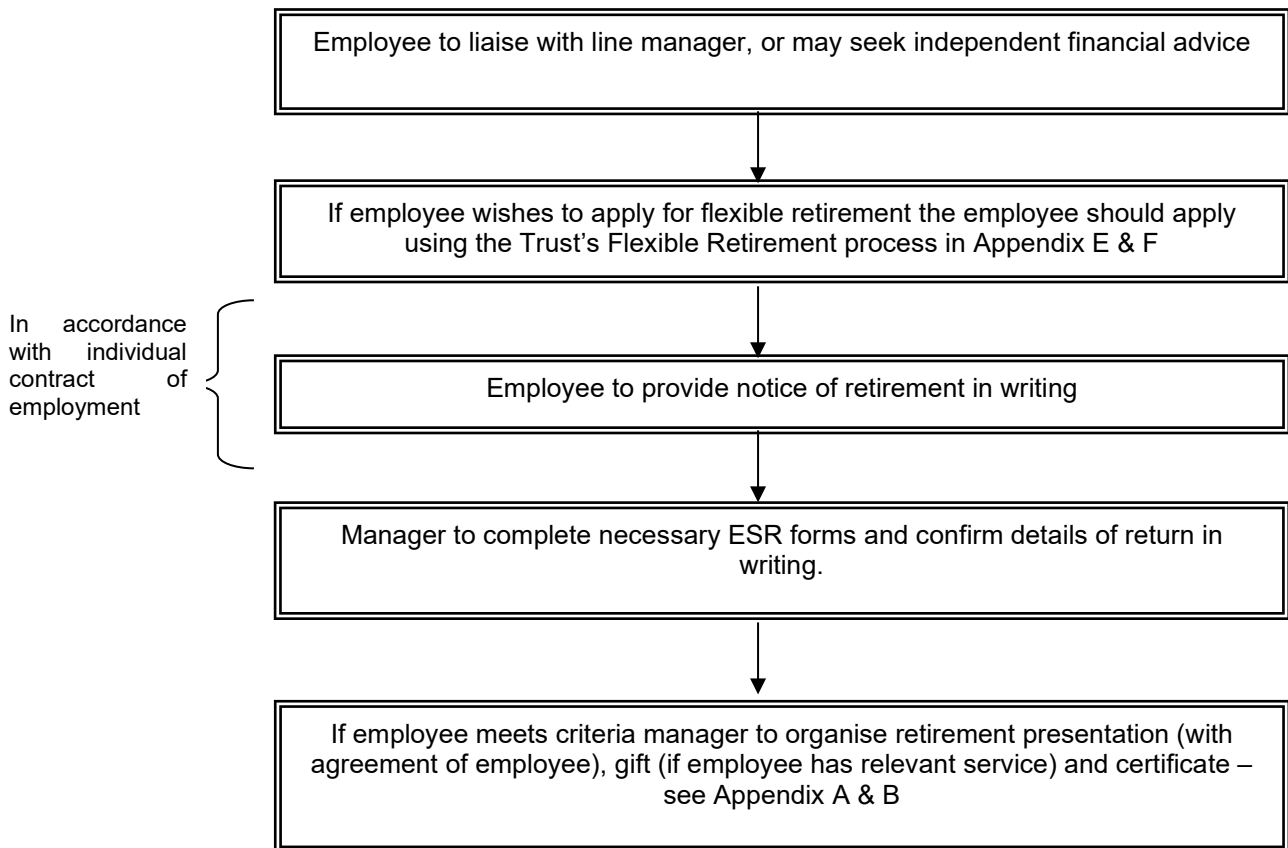 Employee to liaise with line manager, or may seek independent financial advice
If employee wishes to apply for flexible retirement the employee should apply
using the Trust's Flexible Retirement process in Appendix E & F
In accordance
with individual
contract of
employment
Employee to provide notice of retirement in writing
Manager to complete necessary ESR forms and confirm details of return in
writing.
If employee meets criteria manager to organise retirement presentation (with
agreement of employee), gift (if employee has relevant service) and certificate –
see Appendix A & B